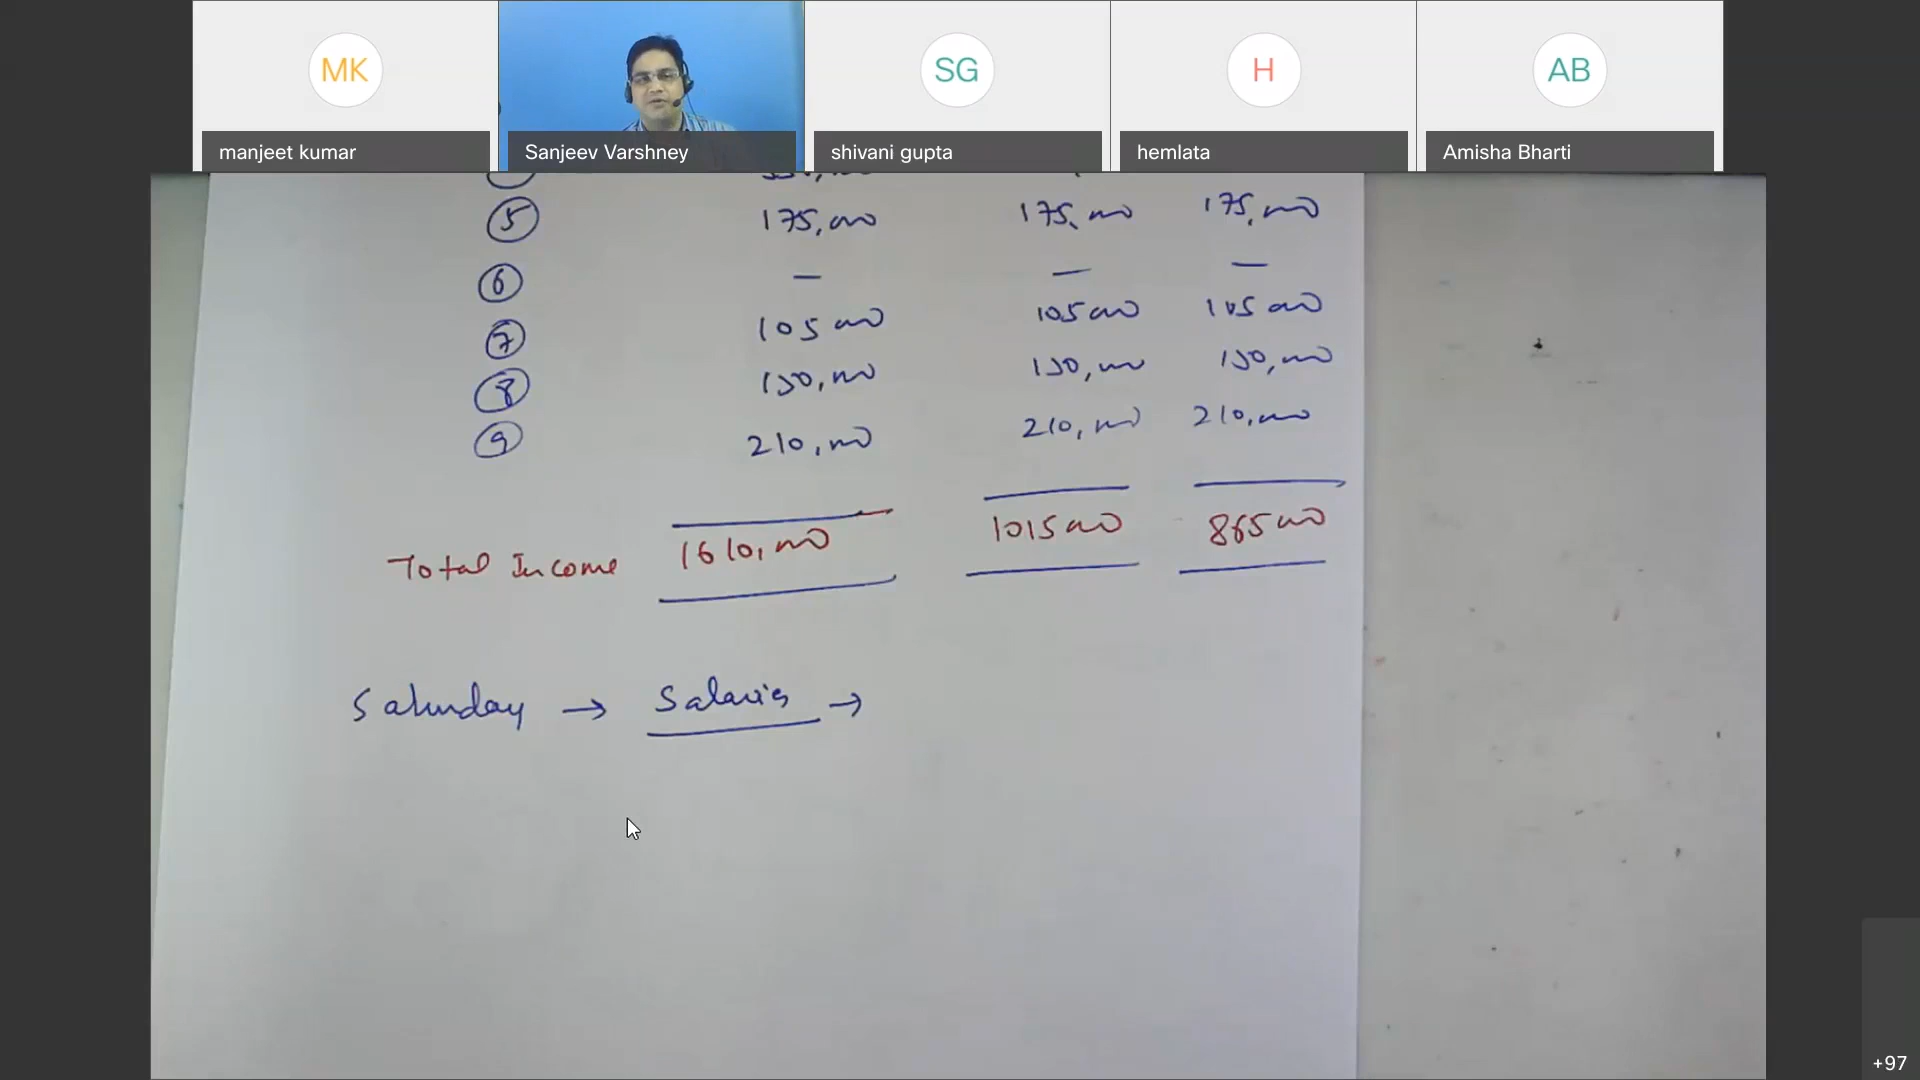 MK
SG
H
AB
manjeet kumar
Sanjeev Varshney
shivani gupta
hemlata
Amisha Bharti
5 175,000 175,000 175,000
6 — — —
7 105000 105000 105000
8 150,000 150,000 150,000
9 210,000 210,000 210,000
Total Income 1610,000 1015000 865000
Saturday → Salaries →
+97